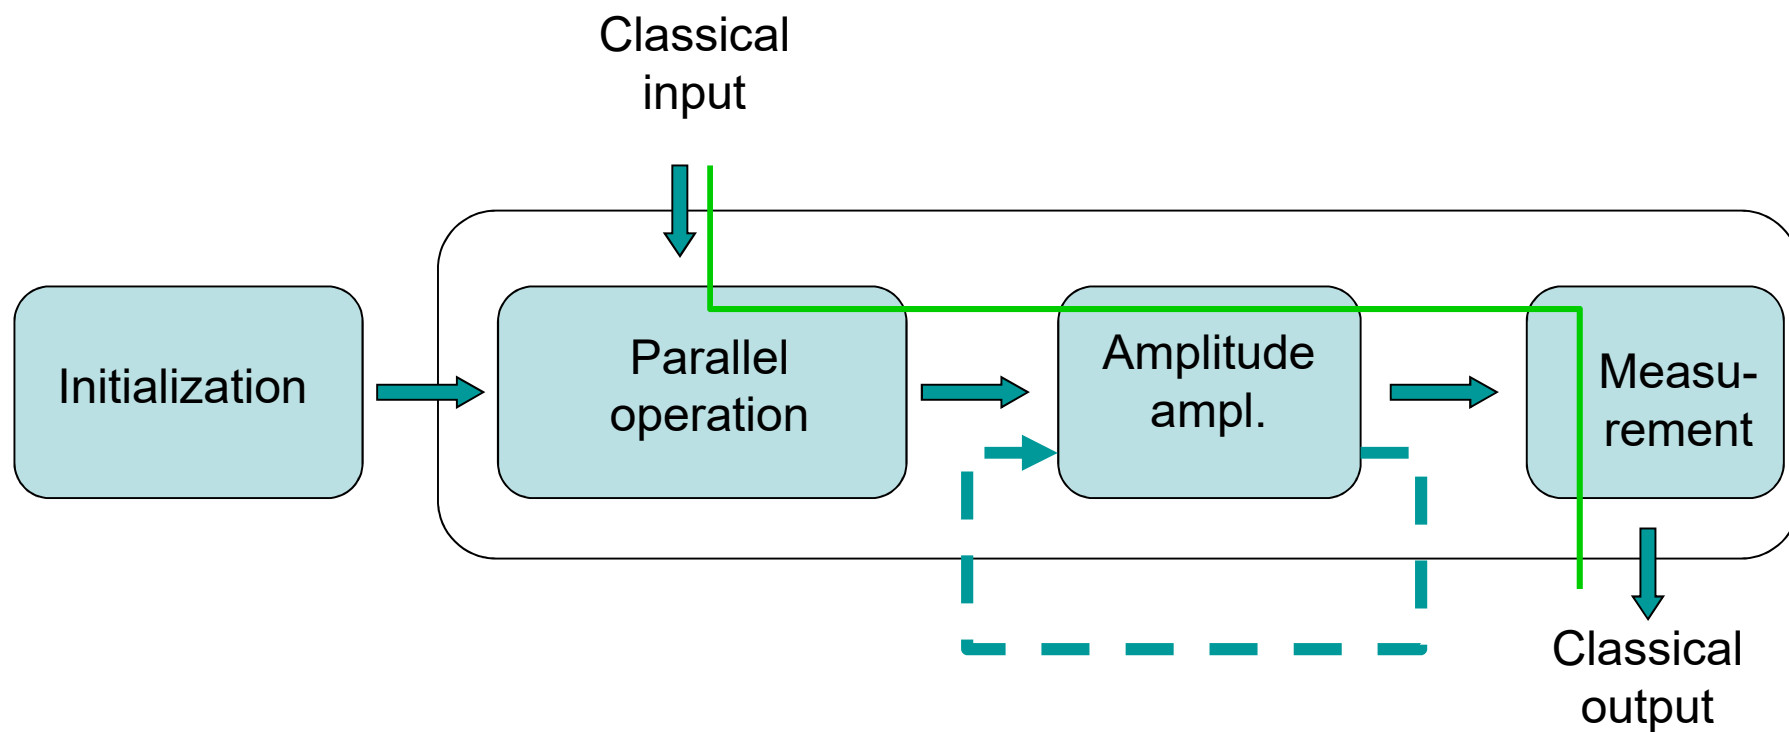 Classical
input
Initialization
Parallel
operation
Amplitude
ampl.
Measu-
rement
Classical
output